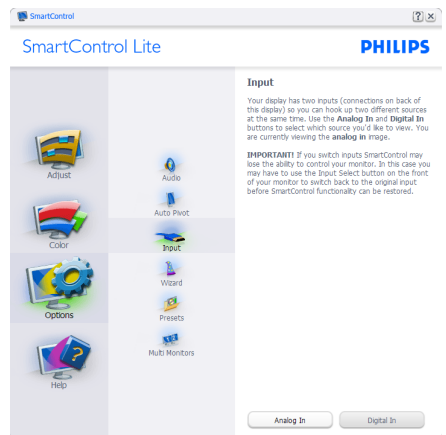 SmartControl
SmartControl Lite
PHILIPS
Adjust
Color
Options
Help
Audio
Auto Pivot
Input
Wizard
Presets
Multi Monitors
Input
Your display has two inputs (connections on back of
this display) so you can hook up two different sources
at the same time. Use the Analog In and Digital In
buttons to select which source you'd like to view. You
are currently viewing the analog in image.
IMPORTANT! If you switch inputs SmartControl may
lose the ability to control your monitor. In this case you
may have to use the Input Select button on the front
of your monitor to switch back to the original input
before SmartControl functionality can be restored.
Analog In
Digital In